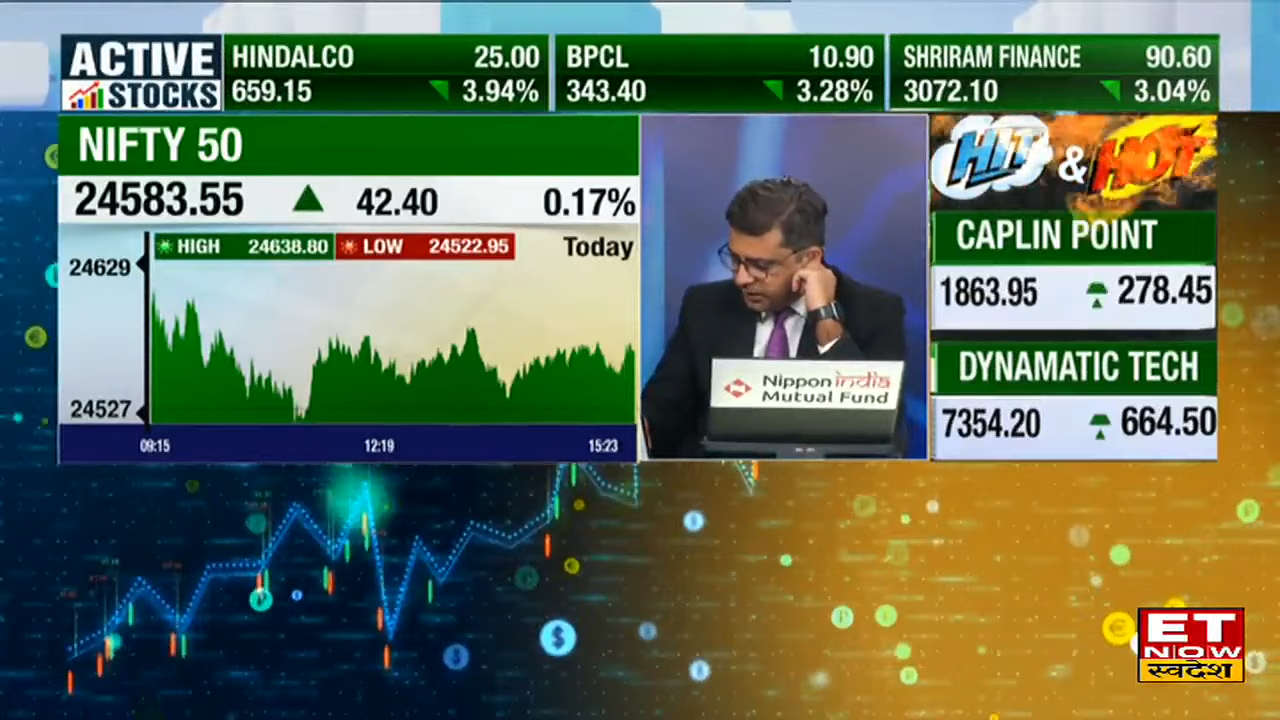 ACTIVE STOCKS
HINDALCO 25.00
659.15 3.94%
BPCL 10.90
343.40 3.28%
SHRIRAM FINANCE 90.60
3072.10 3.04%
NIFTY 50
24583.55 42.40 0.17%
HIGH 24638.80 LOW 24522.95 Today
24629
24527
09:15 12:19 15:23
Nippon india
Mutual Fund
HIT & HOT
CAPLIN POINT
1863.95 278.45
DYNAMATIC TECH
7354.20 664.50
ET
NOW
स्वदेश